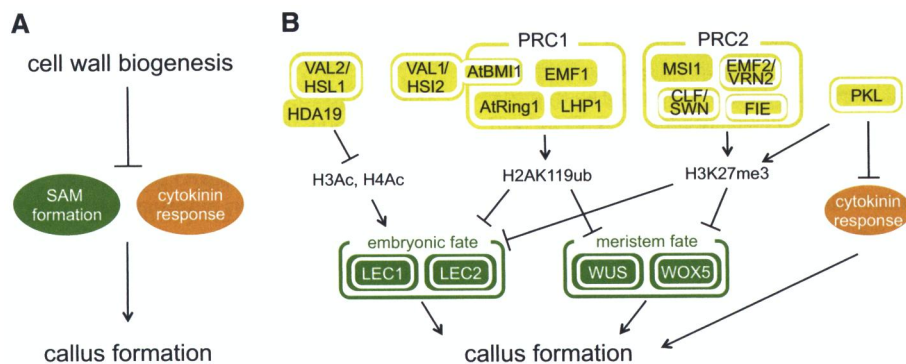 A
cell wall biogenesis
SAM
formation
cytokinin
response
callus formation
B
VAL2/
HSL1
HDA19
VAL1/
HSI2
PRC1
AtBMI1
EMF1
AtRing1
LHP1
PRC2
MSI1
EMF2/
VRN2
CLF/
SWN
FIE
PKL
H3Ac, H4Ac
H2AK119ub
H3K27me3
cytokinin
response
embryonic fate
LEC1
LEC2
meristem fate
WUS
WOX5
callus formation